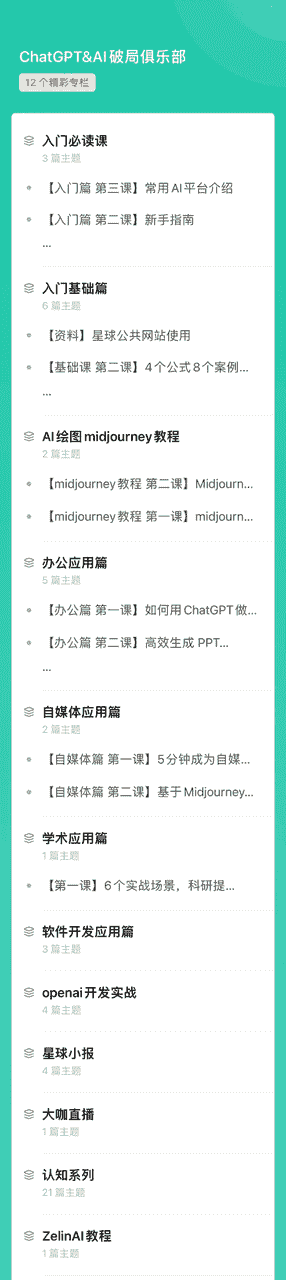 ChatGPT&AI破局俱乐部
12 个精彩专栏
入门必读课
3 篇主题
【入门篇 第三课】常用AI平台介绍
【入门篇 第二课】新手指南
...
入门基础篇
6 篇主题
【资料】星球公共网站使用
【基础课 第二课】4个公式8个案例...
...
AI绘图midjourney教程
2 篇主题
【midjourney教程 第二课】Midjourn...
【midjourney教程 第一课】midjourn...
办公应用篇
5 篇主题
【办公篇 第一课】如何用ChatGPT做...
【办公篇 第二课】高效生成 PPT...
...
自媒体应用篇
2 篇主题
【自媒体篇 第一课】5分钟成为自媒...
【自媒体篇 第二课】基于Midjourney...
学术应用篇
1 篇主题
【第一课】6个实战场景，科研提...
软件开发应用篇
3 篇主题
openai开发实战
4 篇主题
星球小报
4 篇主题
大咖直播
1 篇主题
认知系列
21 篇主题
ZelinAI教程
1 篇主题